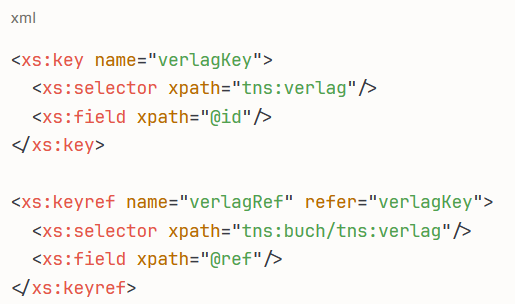 xml
<xs:key name="verlagKey">
  <xs:selector xpath="tns:verlag"/>
  <xs:field xpath="@id"/>
</xs:key>

<xs:keyref name="verlagRef" refer="verlagKey">
  <xs:selector xpath="tns:buch/tns:verlag"/>
  <xs:field xpath="@ref"/>
</xs:keyref>